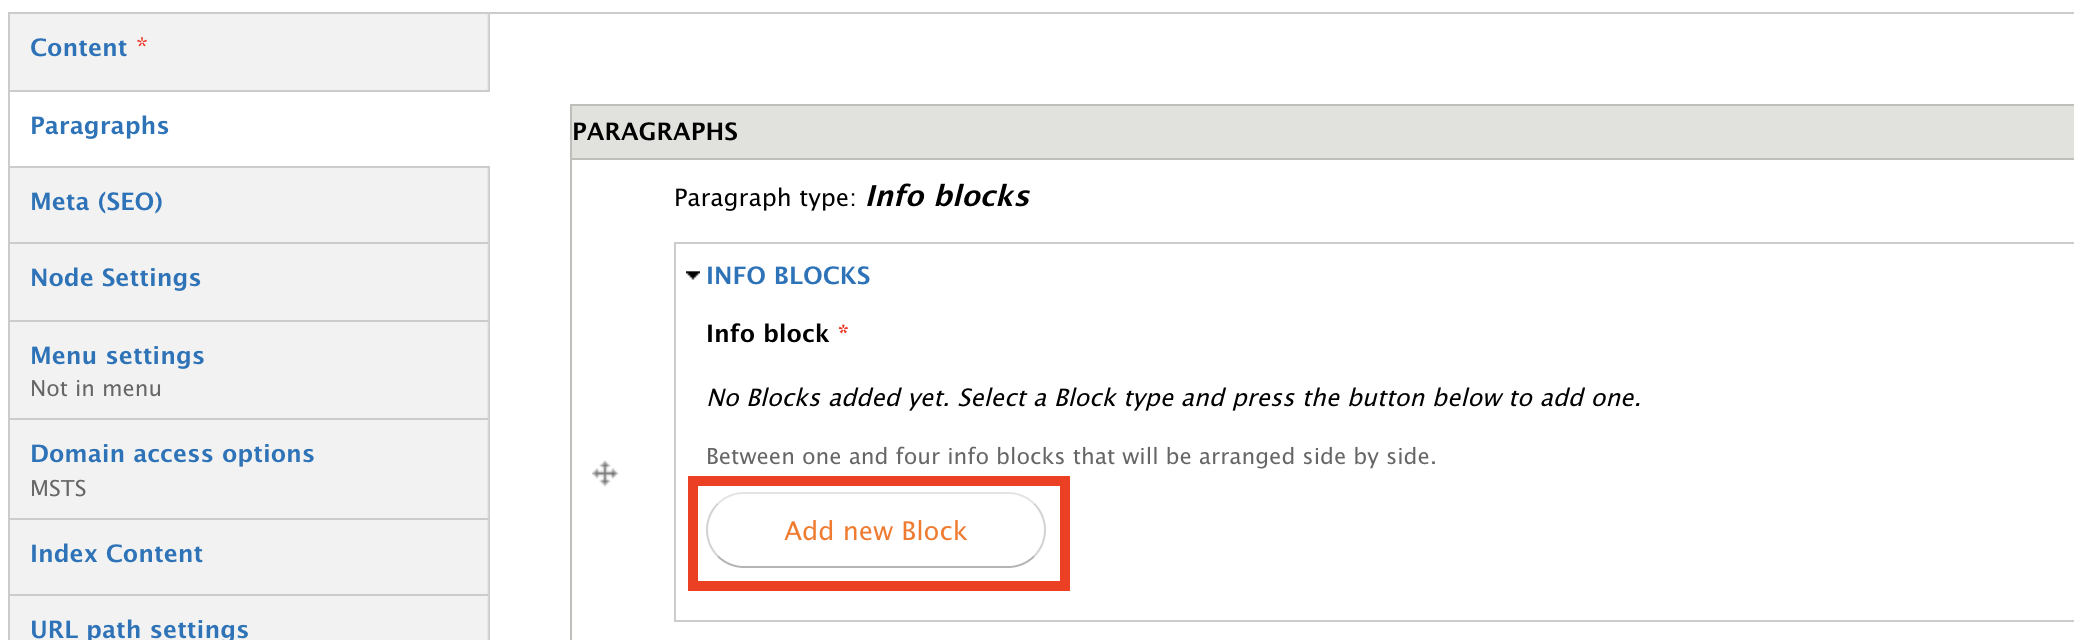 Content *
Paragraphs
Meta (SEO)
Node Settings
Menu settings
Not in menu
Domain access options
MSTS
Index Content
URL path settings
PARAGRAPHS
Paragraph type: Info blocks
INFO BLOCKS
Info block *
No Blocks added yet. Select a Block type and press the button below to add one.
Between one and four info blocks that will be arranged side by side.
Add new Block